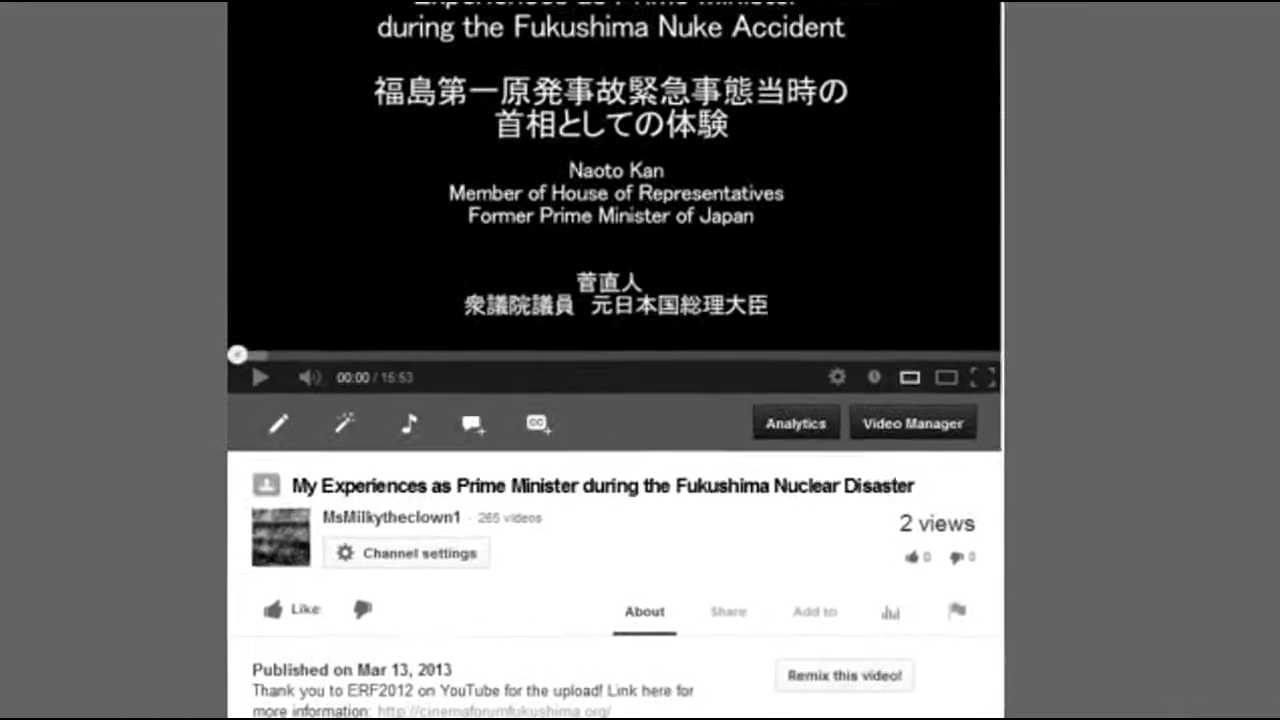 Experiences as Prime Minister
during the Fukushima Nuke Accident
福島第一原発事故緊急事態当時の
首相としての体験
Naoto Kan
Member of House of Representatives
Former Prime Minister of Japan
菅直人
衆議院議員 元日本国総理大臣
00:00 / 15:53
CC
Analytics
Video Manager
My Experiences as Prime Minister during the Fukushima Nuclear Disaster
MsMilkytheclown1 · 265 videos
2 views
Channel settings
0 0
Like
About Share Add to
Published on Mar 13, 2013
Remix this video!
Thank you to ERF2012 on YouTube for the upload! Link here for
more information: http://cinemaforumfukushima.org/